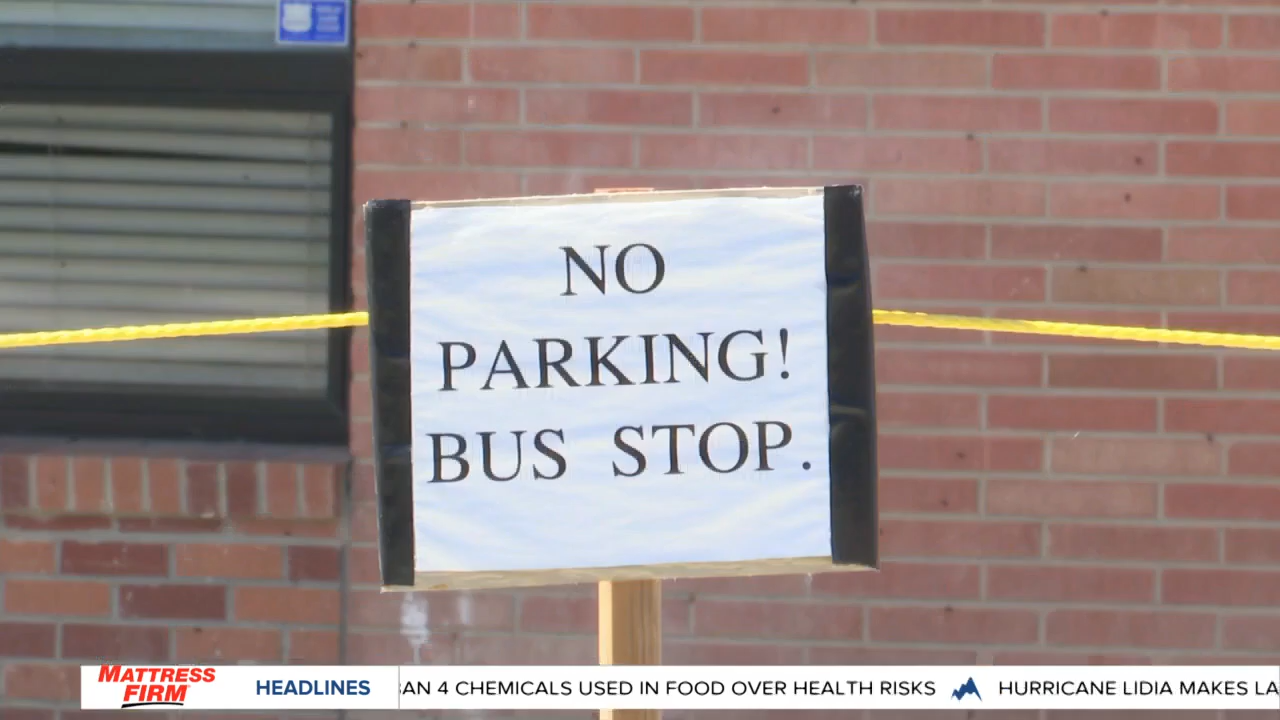 NO
PARKING!
BUS STOP.
MATTRESS
FIRM
HEADLINES
AN 4 CHEMICALS USED IN FOOD OVER HEALTH RISKS
HURRICANE LIDIA MAKES LA